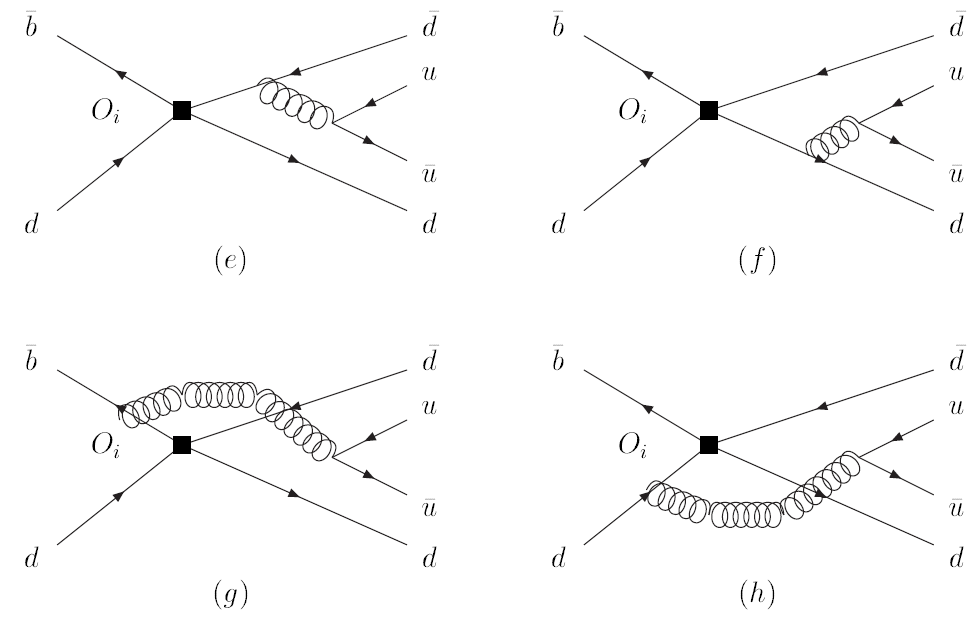 b̄ d̄ b̄ d̄
u u
O_i O_i
ū ū
d d d d
(e) (f)
b̄ d̄ b̄ d̄
u u
O_i O_i
ū ū
d d d d
(g) (h)